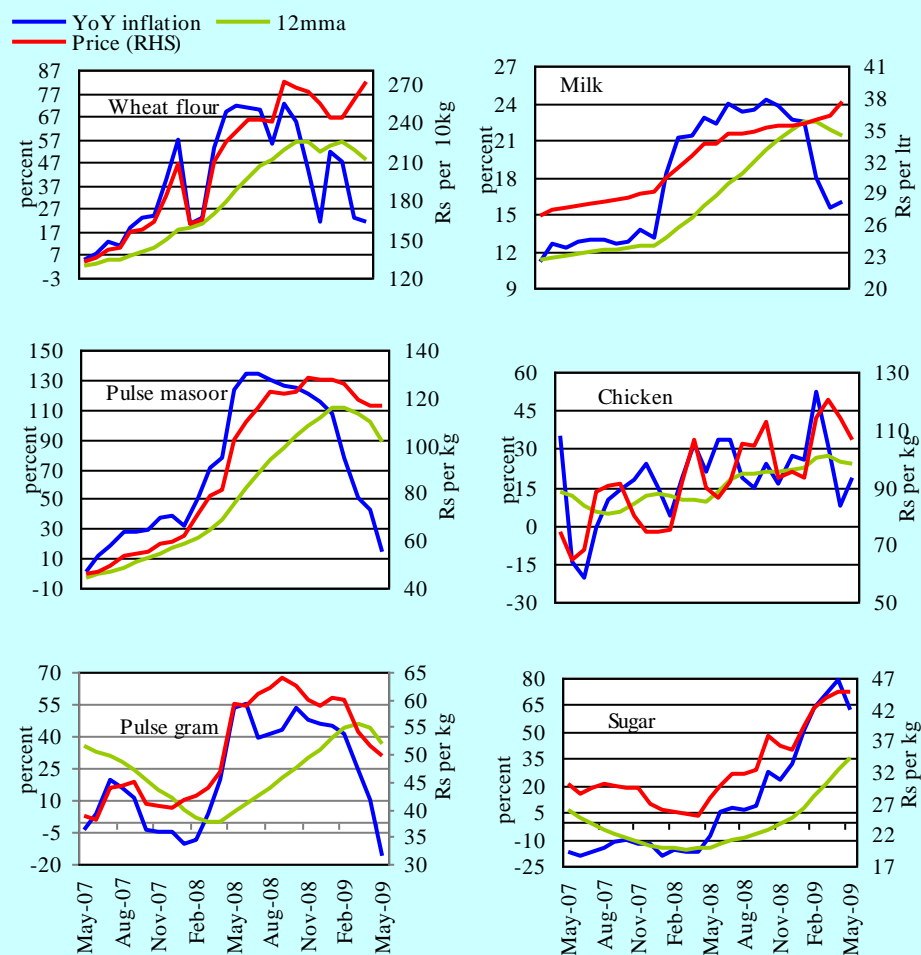 YoY inflation
12mma
Price (RHS)
Wheat flour
percent
87
77
67
57
47
37
27
17
7
-3
270
240
210
180
150
120
Rs per 10kg
Milk
percent
27
24
21
18
15
12
9
41
38
35
32
29
26
23
20
Rs per ltr
Pulse masoor
percent
150
130
110
90
70
50
30
10
-10
140
120
100
80
60
40
Rs per kg
Chicken
percent
60
45
30
15
0
-15
-30
130
110
90
70
50
Rs per kg
Pulse gram
percent
70
55
40
25
10
-5
-20
65
60
55
50
45
40
35
30
Rs per kg
May-07
Aug-07
Nov-07
Feb-08
May-08
Aug-08
Nov-08
Feb-09
May-09
Sugar
percent
80
65
50
35
20
5
-10
-25
47
42
37
32
27
22
17
Rs per kg
May-07
Aug-07
Nov-07
Feb-08
May-08
Aug-08
Nov-08
Feb-09
May-09